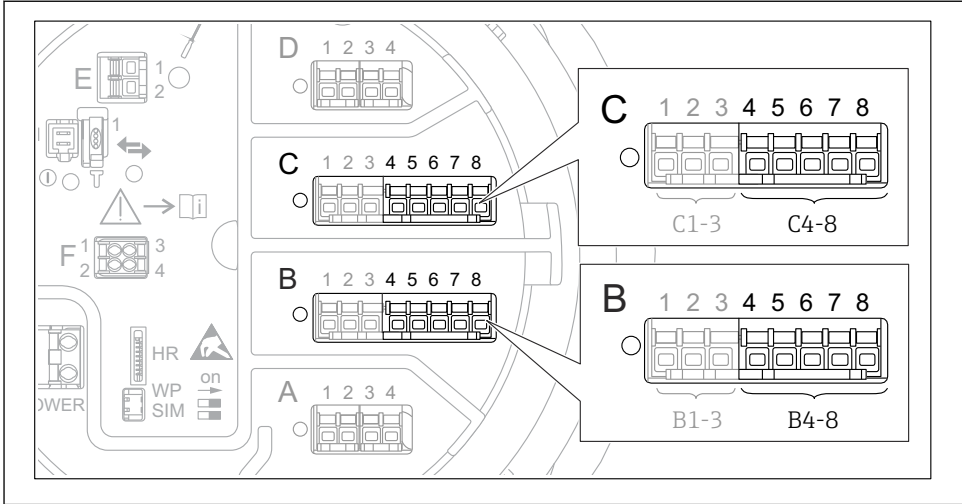 D 1 2 3 4
E 1
2
1
C 1 2 3 4 5 6 7 8
i
F 1 3
2 4
B 1 2 3 4 5 6 7 8
HR
WP on
SIM
OWER
A 1 2 3 4
C 1 2 3 4 5 6 7 8
C1-3 C4-8
B 1 2 3 4 5 6 7 8
B1-3 B4-8